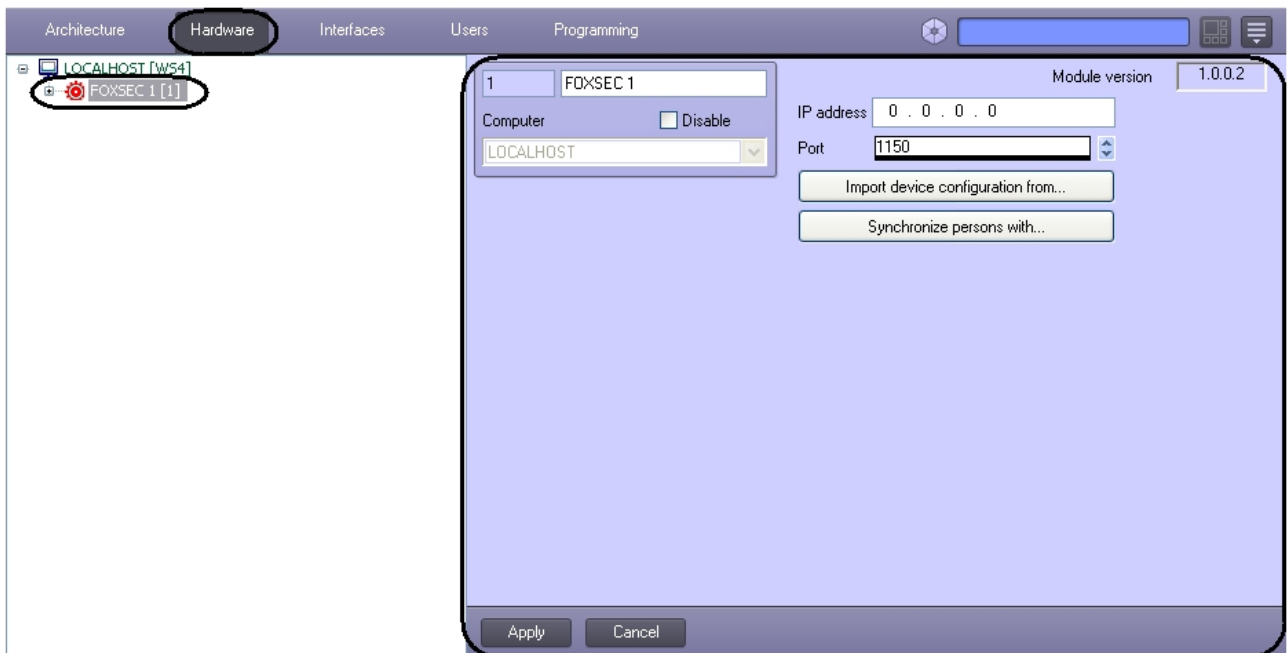 Architecture Hardware Interfaces Users Programming
LOCALHOST [WS4]
FOXSEC 1 [1]
1 FOXSEC 1
Computer Disable
LOCALHOST
Module version 1.0.0.2
IP address 0 . 0 . 0 . 0
Port 1150
Import device configuration from...
Synchronize persons with...
Apply Cancel